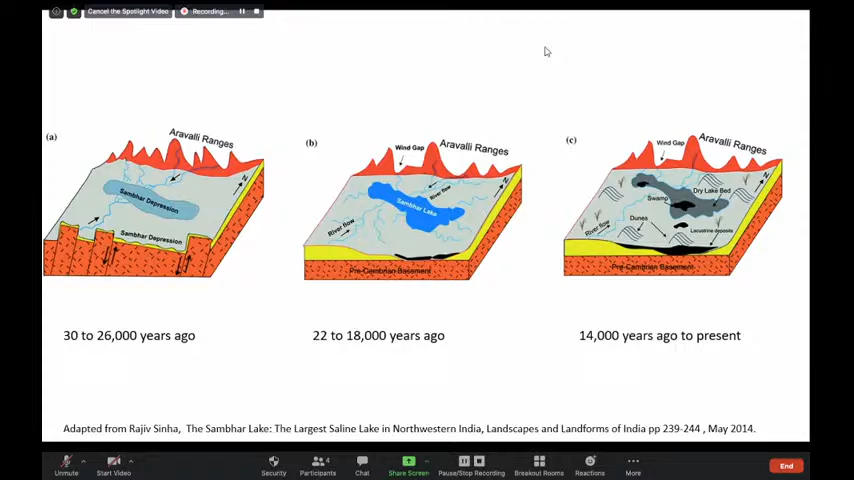 Cancel the Spotlight Video
Recording...
(a)
Aravalli Ranges
N
Sambhar Depression
Sambhar Depression
30 to 26,000 years ago
(b)
Wind Gap
Aravalli Ranges
N
River flow
Sambhar Lake
River flow
Pre-Cambrian Basement
22 to 18,000 years ago
(c)
Wind Gap
Aravalli Ranges
N
Dry Lake Bed
Swamp
Dunes
Lacustrine deposits
River flow
Pre-Cambrian Basement
14,000 years ago to present
Adapted from Rajiv Sinha, The Sambhar Lake: The Largest Saline Lake in Northwestern India, Landscapes and Landforms of India pp 239-244 , May 2014.
Unmute
Start Video
Security
Participants
4
Chat
Share Screen
Pause/Stop Recording
Breakout Rooms
Reactions
More
End